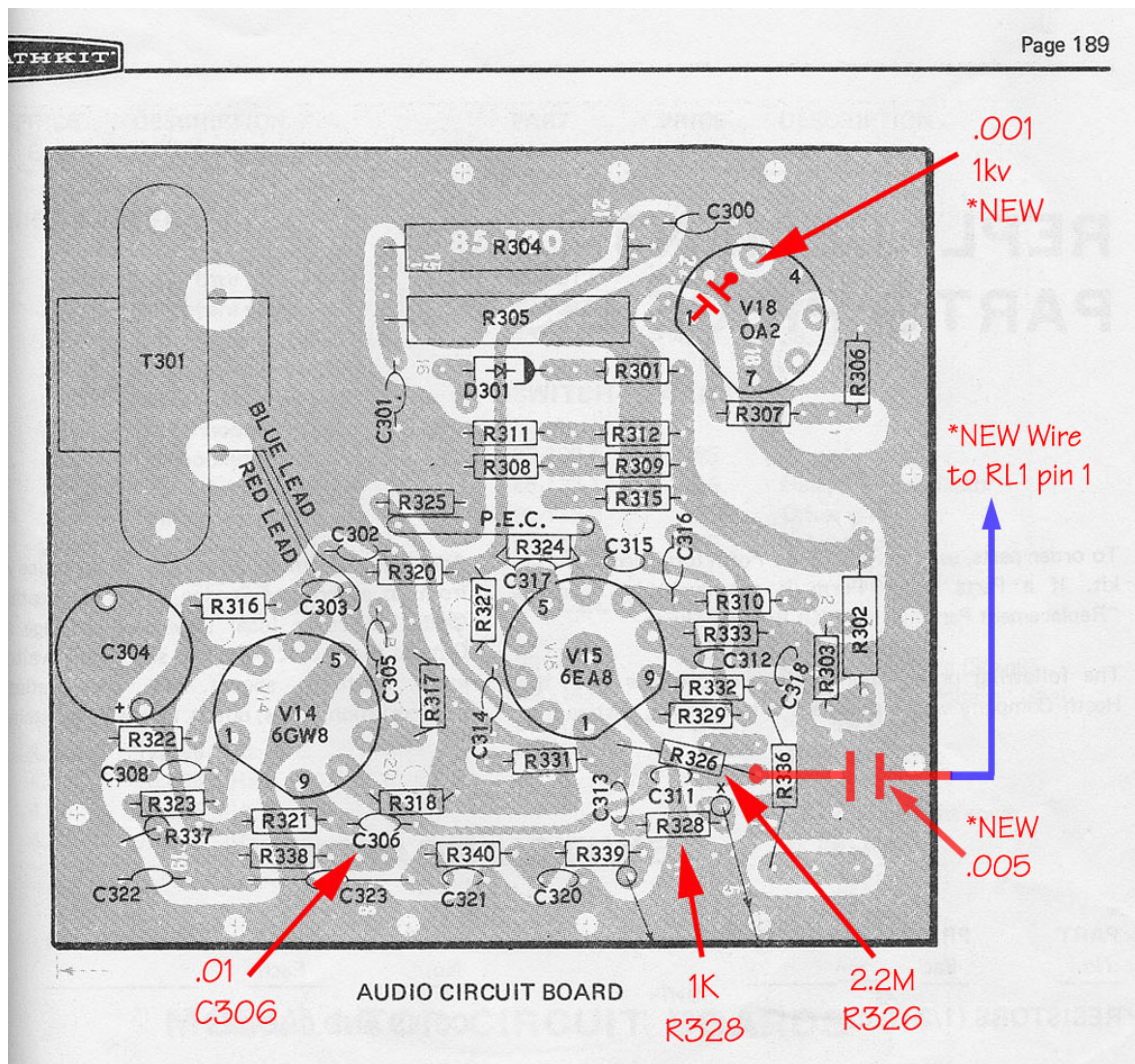 THKIT
Page 189
.001
1kv
*NEW
C300
85 130
R304
15
21
4
V18
OA2
1
7
R305
T301
D301
R301
R306
C301
R307
BLUE LEAD
RED LEAD
R311
R312
R308
R309
R315
R325
P.E.C.
*NEW Wire
to RL1 pin 1
C302
R324
C315
C316
R320
C317
R316
C303
R327
5
R310
R302
C304
+
C305
5
V14
6GW8
1
9
R317
C314
V15
6EA8
9
1
R333
C312
R332
C318
R303
R329
R322
C308
R323
R337
R331
R326
R336
C313
C311
x
R318
R321
C306
R328
R338
R340
R339
C322
C323
C321
C320
*NEW
.005
.01
C306
AUDIO CIRCUIT BOARD
1K
R328
2.2M
R326